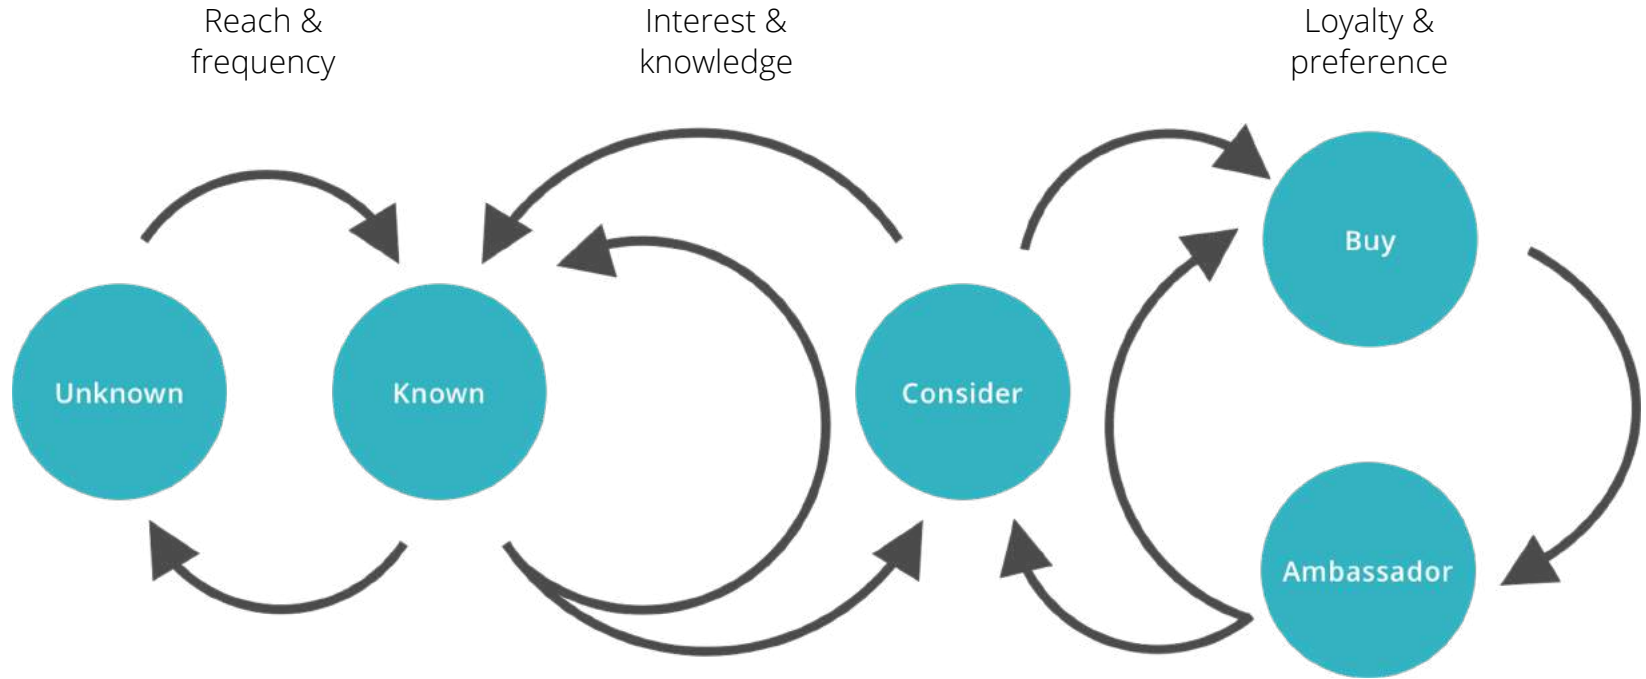 Reach &
frequency
Interest &
knowledge
Loyalty &
preference
Unknown
Known
Consider
Buy
Ambassador